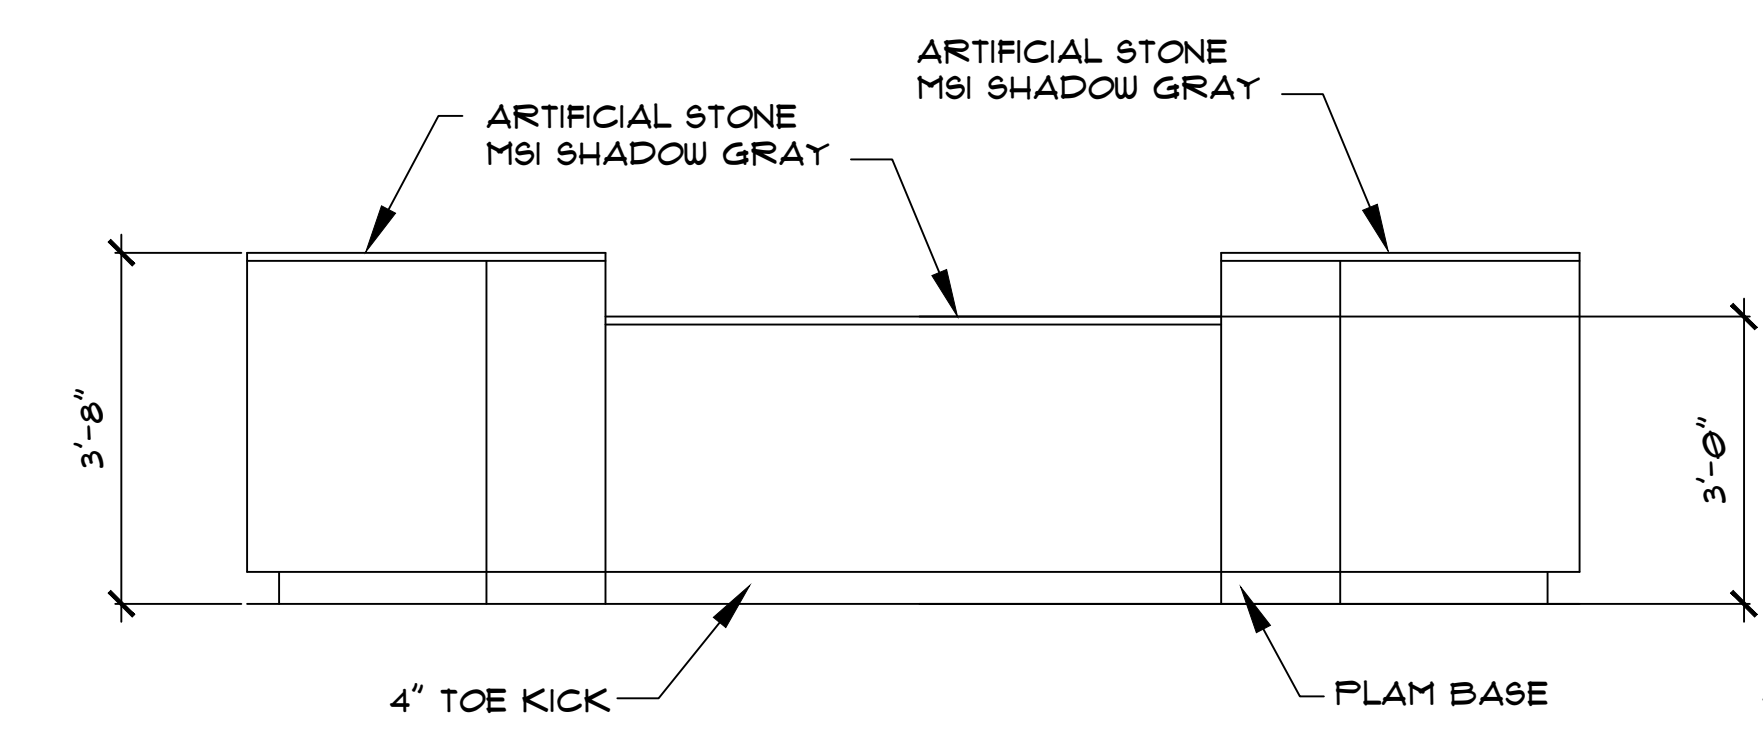 ARTIFICIAL STONE
MSI SHADOW GRAY
ARTIFICIAL STONE
MSI SHADOW GRAY
3'-8"
3'-0"
4" TOE KICK
PLAM BASE